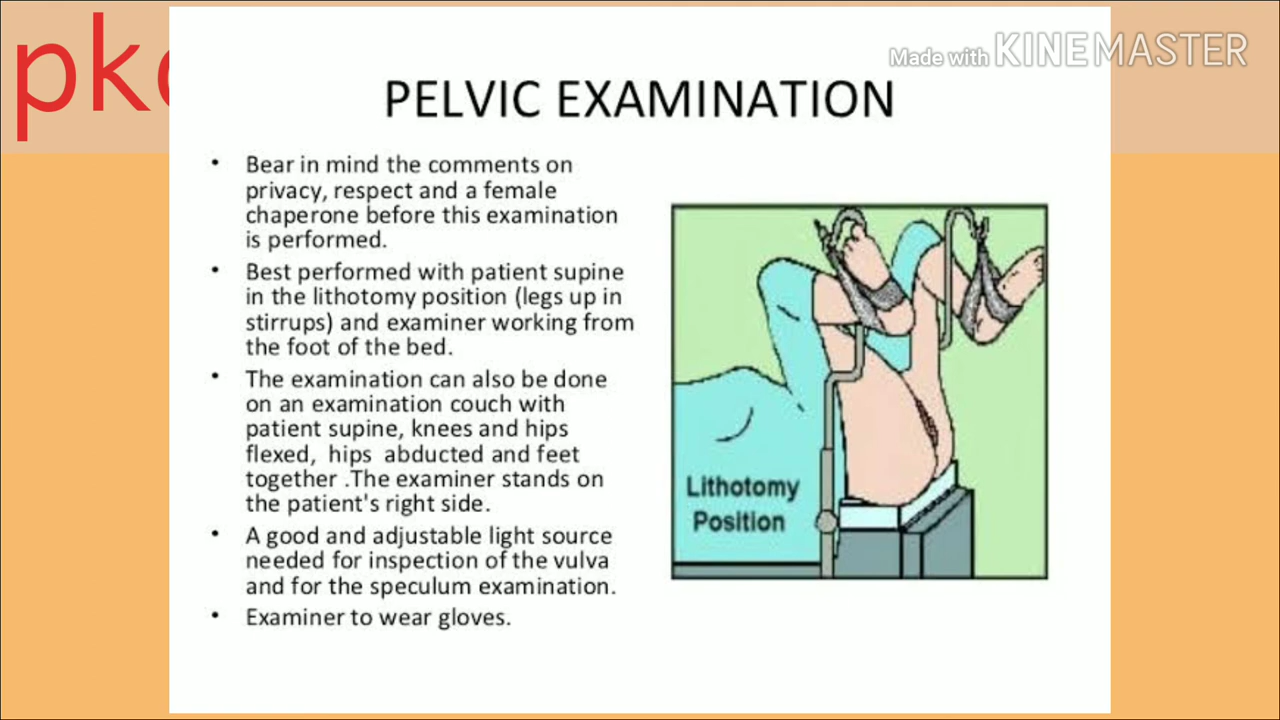 Made with KINEMASTER
PELVIC EXAMINATION
• Bear in mind the comments on
privacy, respect and a female
chaperone before this examination
is performed.
• Best performed with patient supine
in the lithotomy position (legs up in
stirrups) and examiner working from
the foot of the bed.
• The examination can also be done
on an examination couch with
patient supine, knees and hips
flexed,  hips  abducted and feet
together .The examiner stands on
the patient's right side.
• A good and adjustable light source
needed for inspection of the vulva
and for the speculum examination.
• Examiner to wear gloves.
Lithotomy
Position